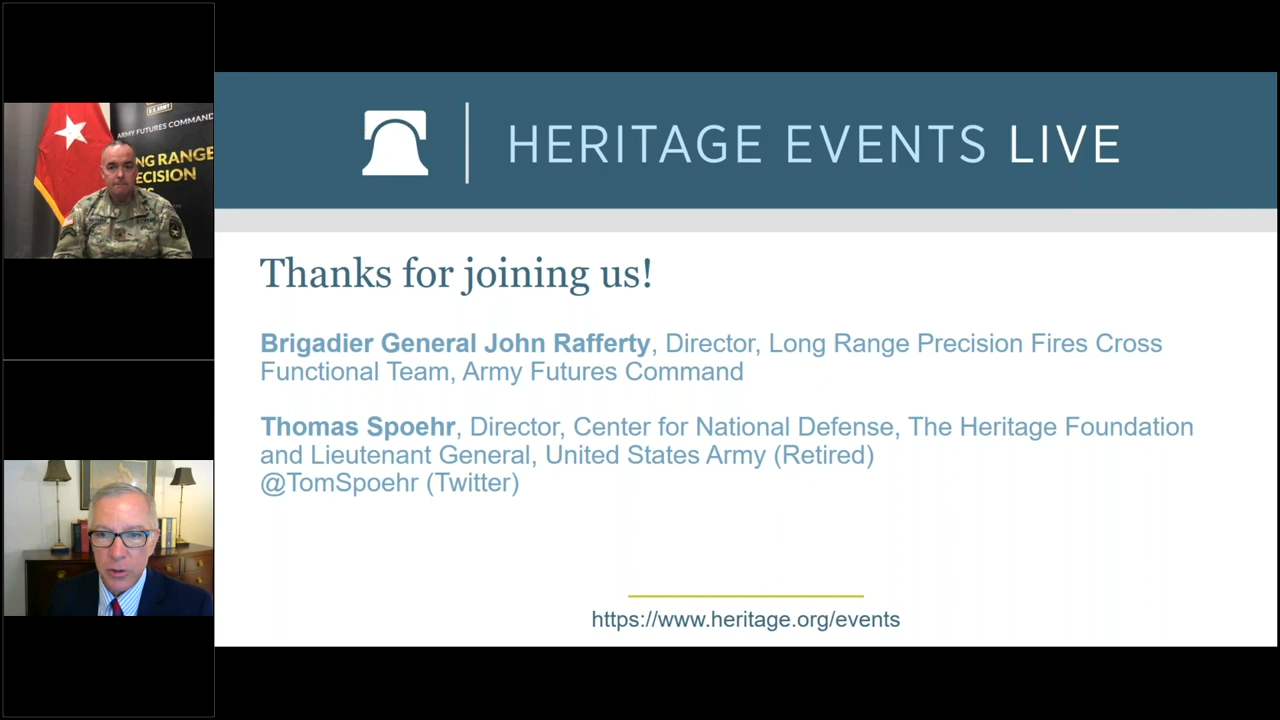 U.S. ARMY
ARMY FUTURES COMMAND
NG RANGE
ECISION
HERITAGE EVENTS LIVE
Thanks for joining us!
Brigadier General John Rafferty, Director, Long Range Precision Fires Cross
Functional Team, Army Futures Command
Thomas Spoehr, Director, Center for National Defense, The Heritage Foundation
and Lieutenant General, United States Army (Retired)
@TomSpoehr (Twitter)
https://www.heritage.org/events